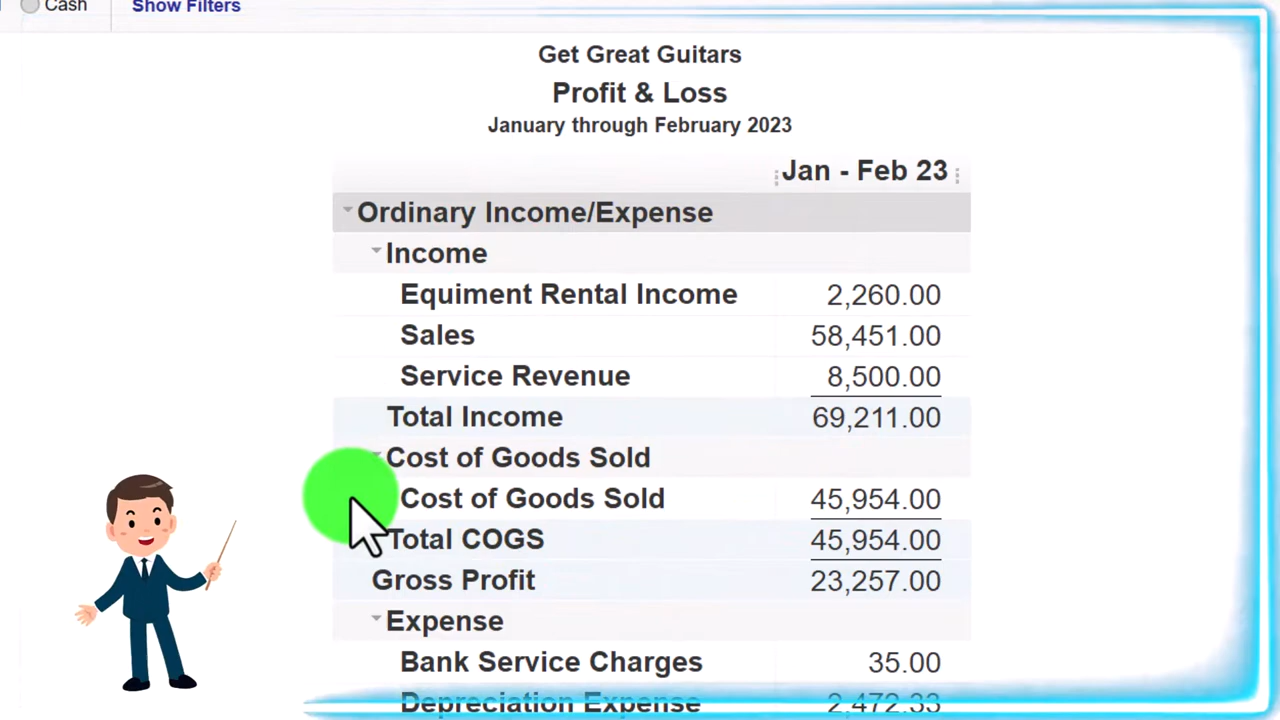 Cash Show Filters
Get Great Guitars
Profit & Loss
January through February 2023
Jan - Feb 23
Ordinary Income/Expense
Income
Equiment Rental Income 2,260.00
Sales 58,451.00
Service Revenue 8,500.00
Total Income 69,211.00
Cost of Goods Sold
Cost of Goods Sold 45,954.00
Total COGS 45,954.00
Gross Profit 23,257.00
Expense
Bank Service Charges 35.00
Depreciation Expense 2,472.33